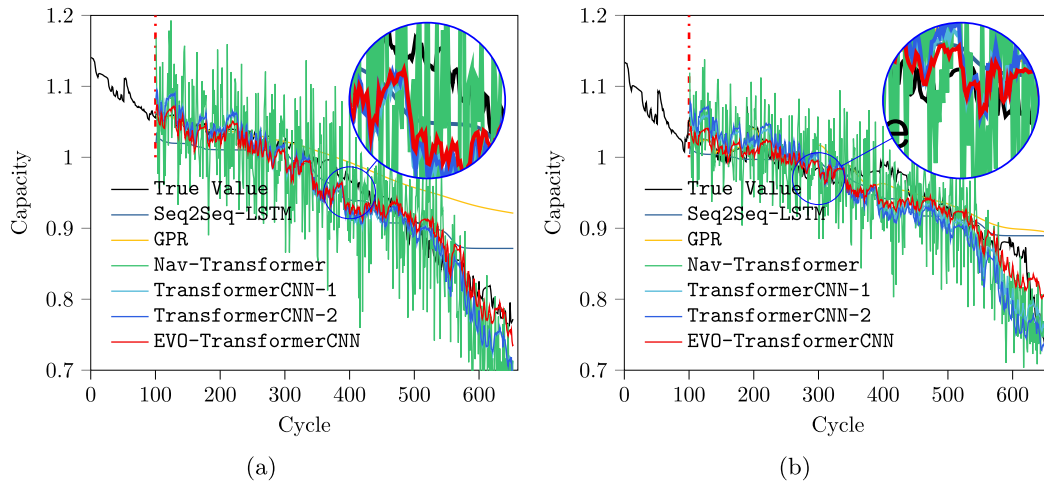 1.2
1.1
1
0.9
0.8
0.7
Capacity
0 100 200 300 400 500 600
Cycle
True Value
Seq2Seq-LSTM
GPR
Nav-Transformer
TransformerCNN-1
TransformerCNN-2
EVO-TransformerCNN
(a)
1.2
1.1
1
0.9
0.8
0.7
Capacity
0 100 200 300 400 500 600
Cycle
e
True Value
Seq2Seq-LSTM
GPR
Nav-Transformer
TransformerCNN-1
TransformerCNN-2
EVO-TransformerCNN
(b)